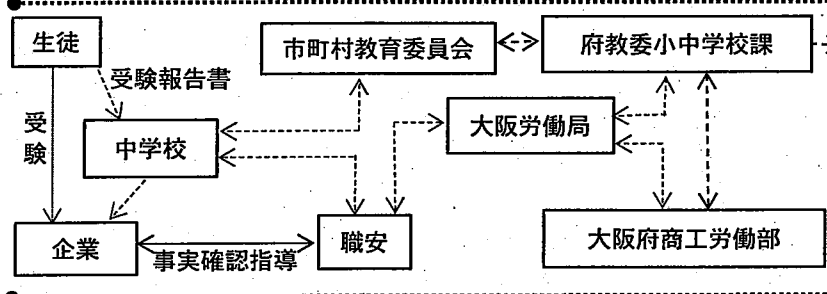 生徒
市町村教育委員会
府教委小中学校課
受験報告書
受験
大阪労働局
中学校
企業
事実確認指導
職安
大阪府商工労働部